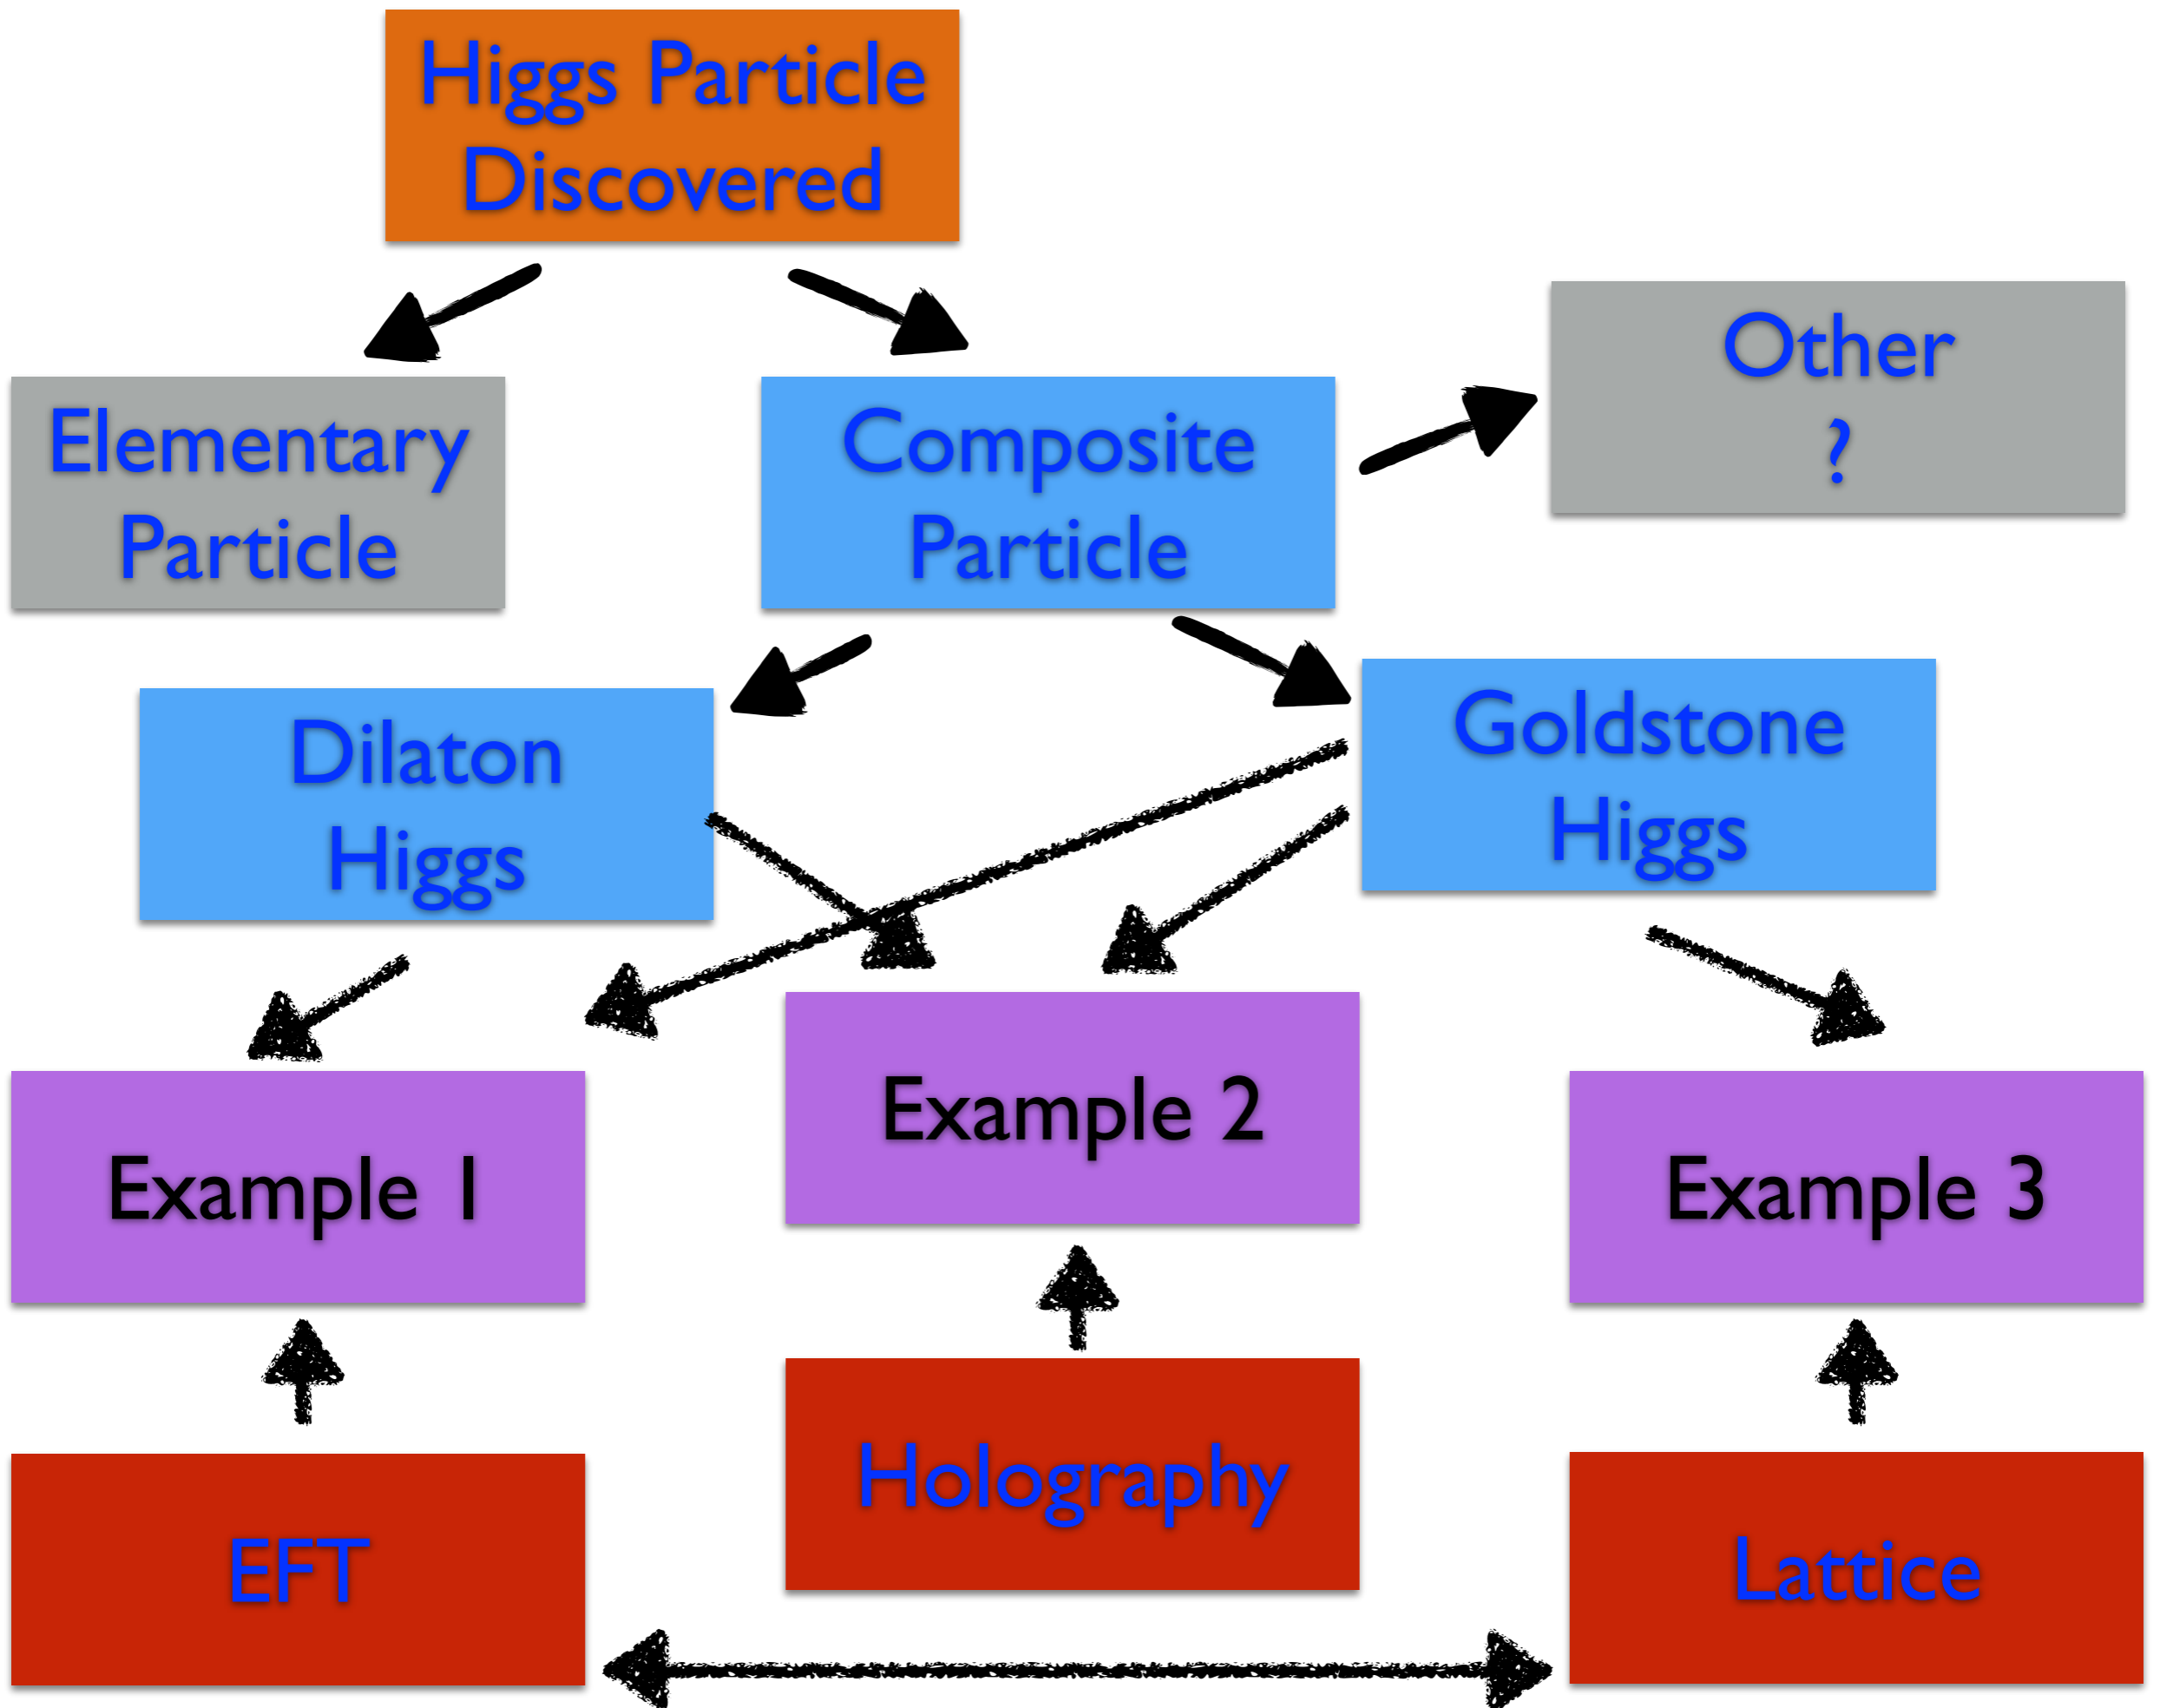 Higgs Particle
Discovered
Other
?
Elementary
Particle
Composite
Particle
Dilaton
Higgs
Goldstone
Higgs
Example 1
Example 2
Example 3
EFT
Holography
Lattice